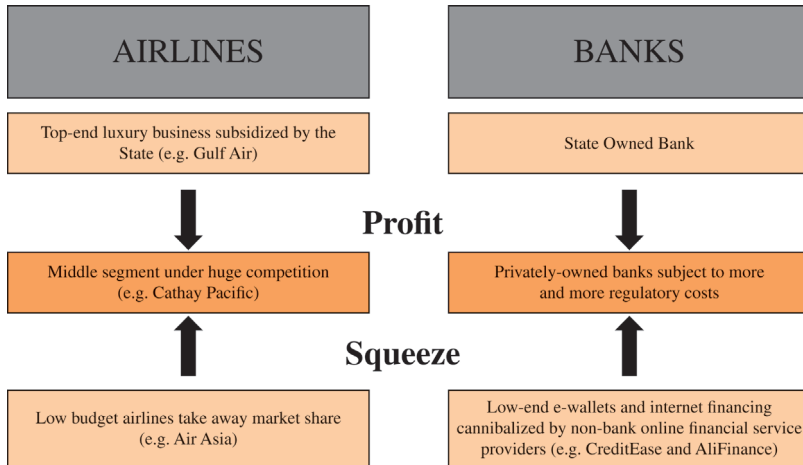 AIRLINES
BANKS
Top-end luxury business subsidized by the
State (e.g. Gulf Air)
State Owned Bank
Profit
Middle segment under huge competition
(e.g. Cathay Pacific)
Privately-owned banks subject to more
and more regulatory costs
Squeeze
Low budget airlines take away market share
(e.g. Air Asia)
Low-end e-wallets and internet financing
cannibalized by non-bank online financial service
providers (e.g. CreditEase and AliFinance)